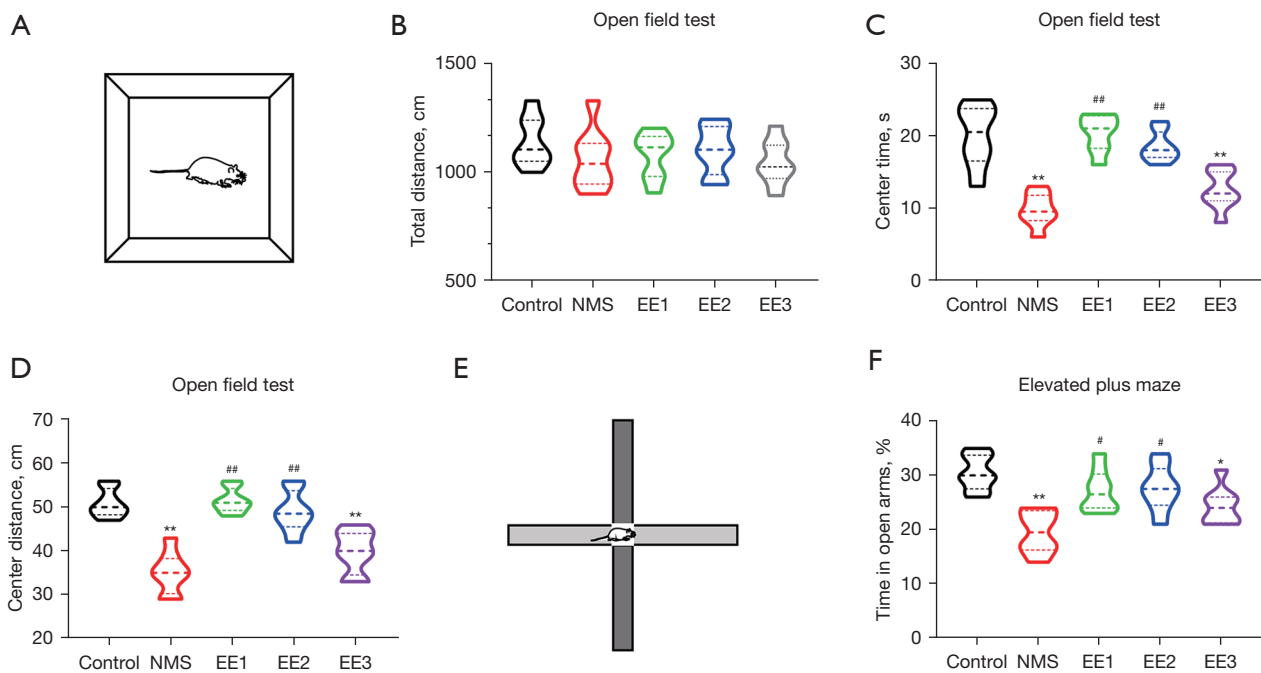 A
B
Open field test
Total distance, cm
1500
1000
500
Control NMS EE1 EE2 EE3
C
Open field test
Center time, s
30
20
10
0
**
##
##
**
Control NMS EE1 EE2 EE3
D
Open field test
Center distance, cm
70
60
50
40
30
20
**
##
##
**
Control NMS EE1 EE2 EE3
E
F
Elevated plus maze
Time in open arms, %
40
30
20
10
0
**
#
#
*
Control NMS EE1 EE2 EE3